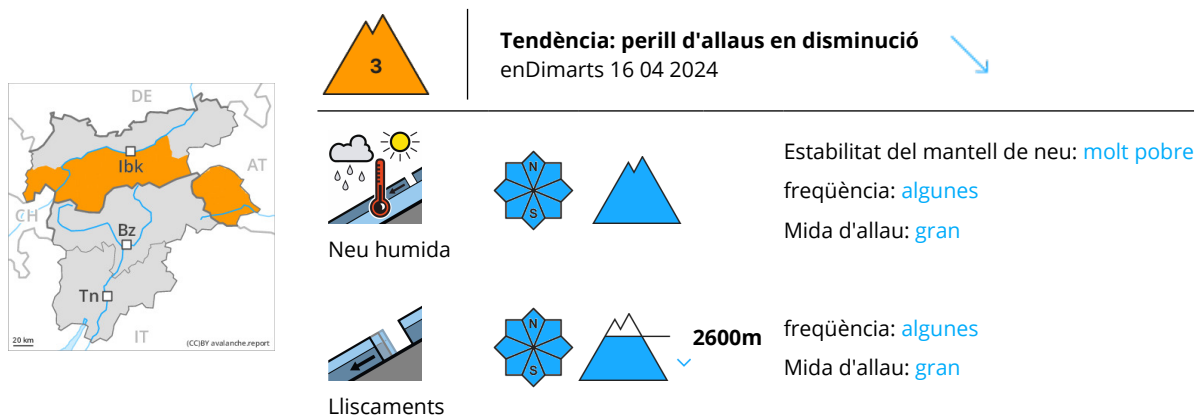 3
Tendència: perill d'allaus en disminució
enDimarts 16 04 2024
DE
Ibk
AT
CH
Bz
Tn
IT
20 km
(CC)BY avalanche.report
Neu humida
N
S
Estabilitat del mantell de neu: molt pobre
freqüència: algunes
Mida d'allau: gran
Lliscaments
N
S
2600m
freqüència: algunes
Mida d'allau: gran